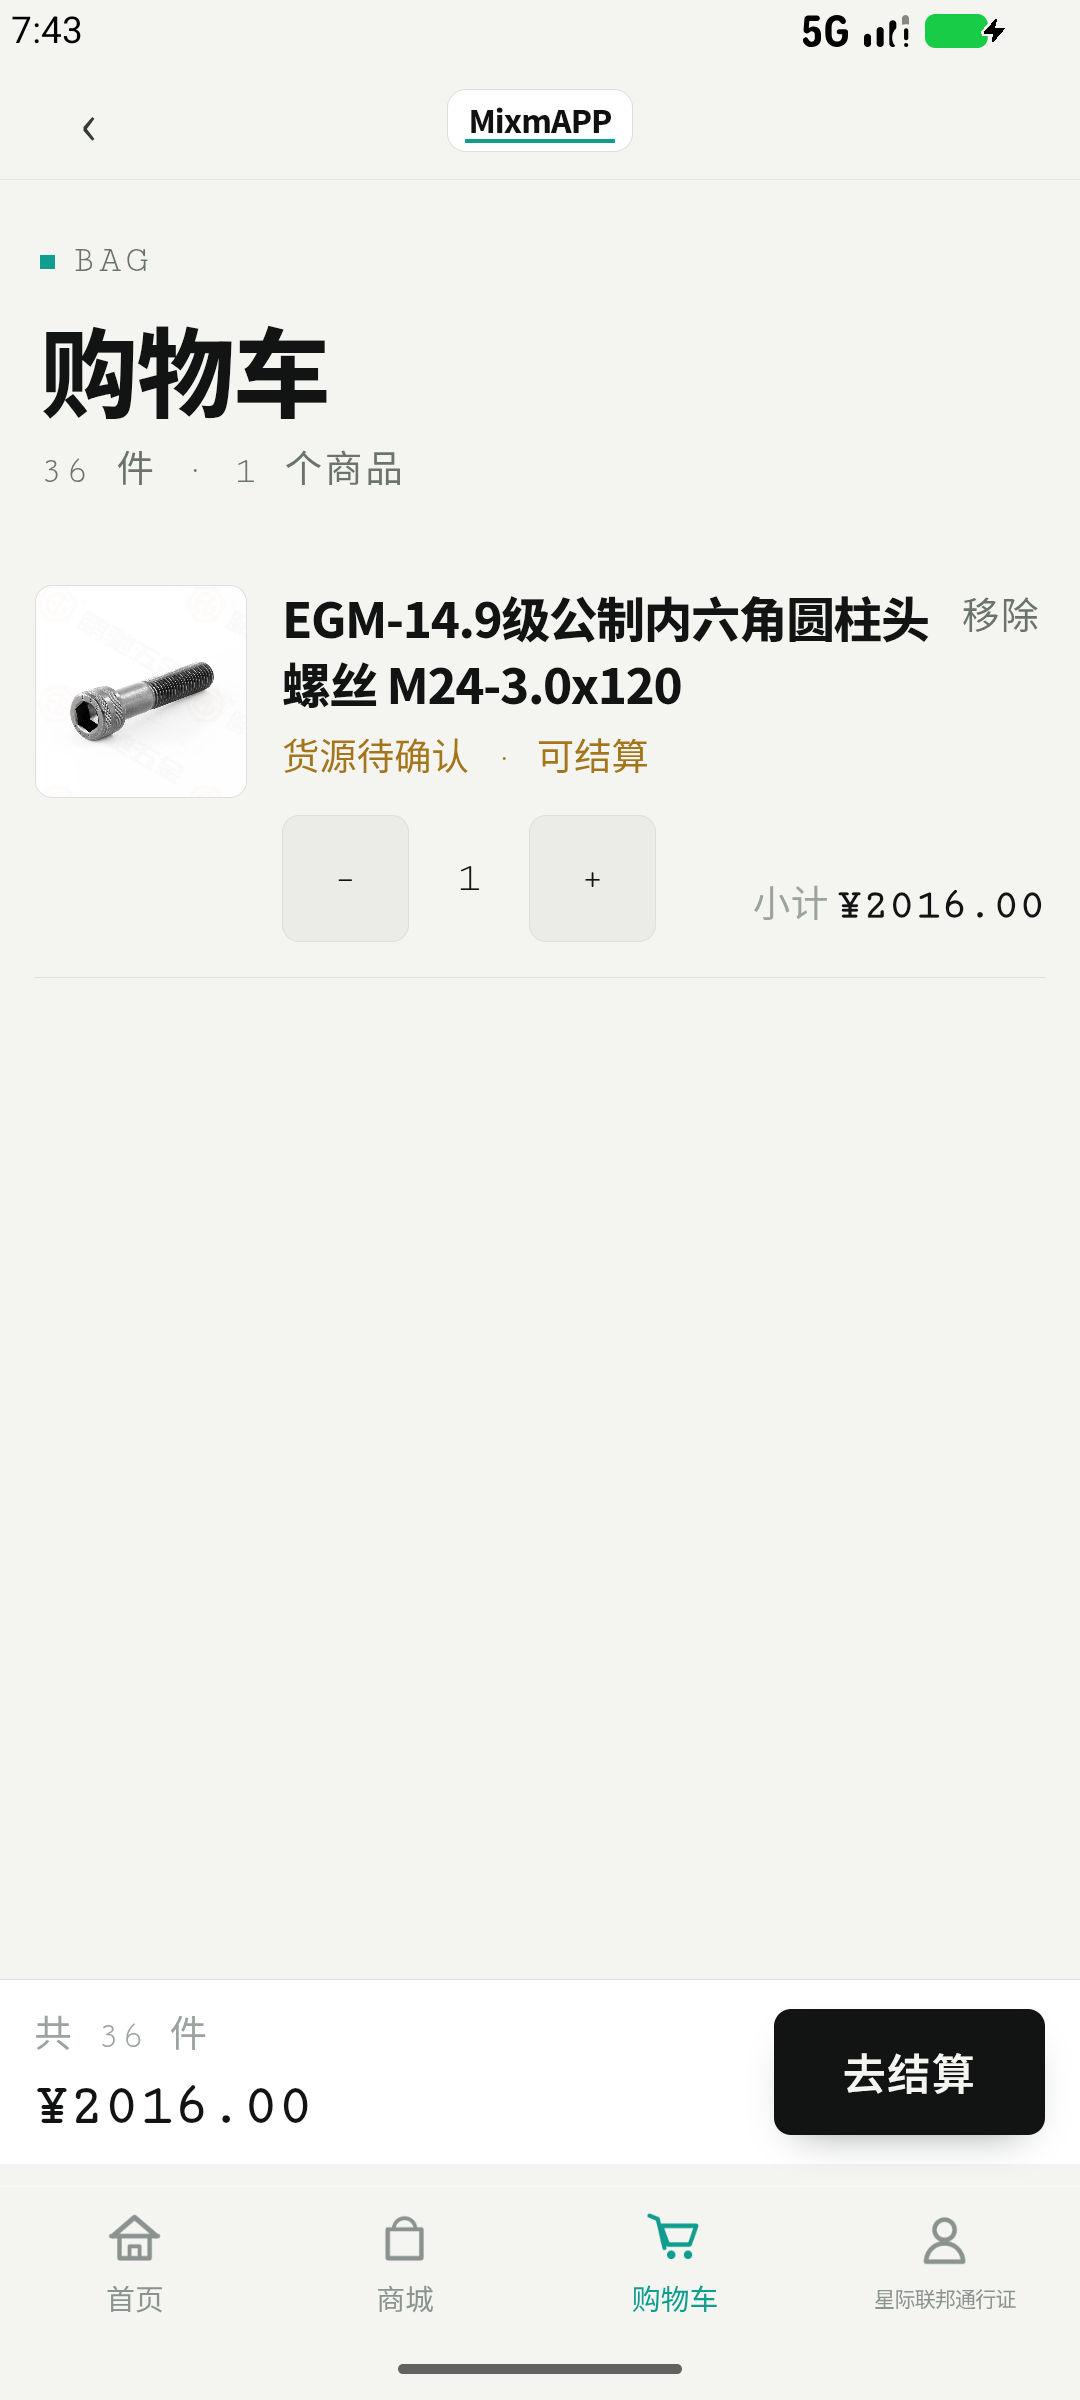 7:43
5G
MixmAPP
BAG
购物车
36 件 · 1 个商品
EGM-14.9级公制内六角圆柱头
螺丝 M24-3.0x120
移除
货源待确认 · 可结算
- 1 +
小计 ¥2016.00
共 36 件
¥2016.00
去结算
首页
商城
购物车
星际联邦通行证